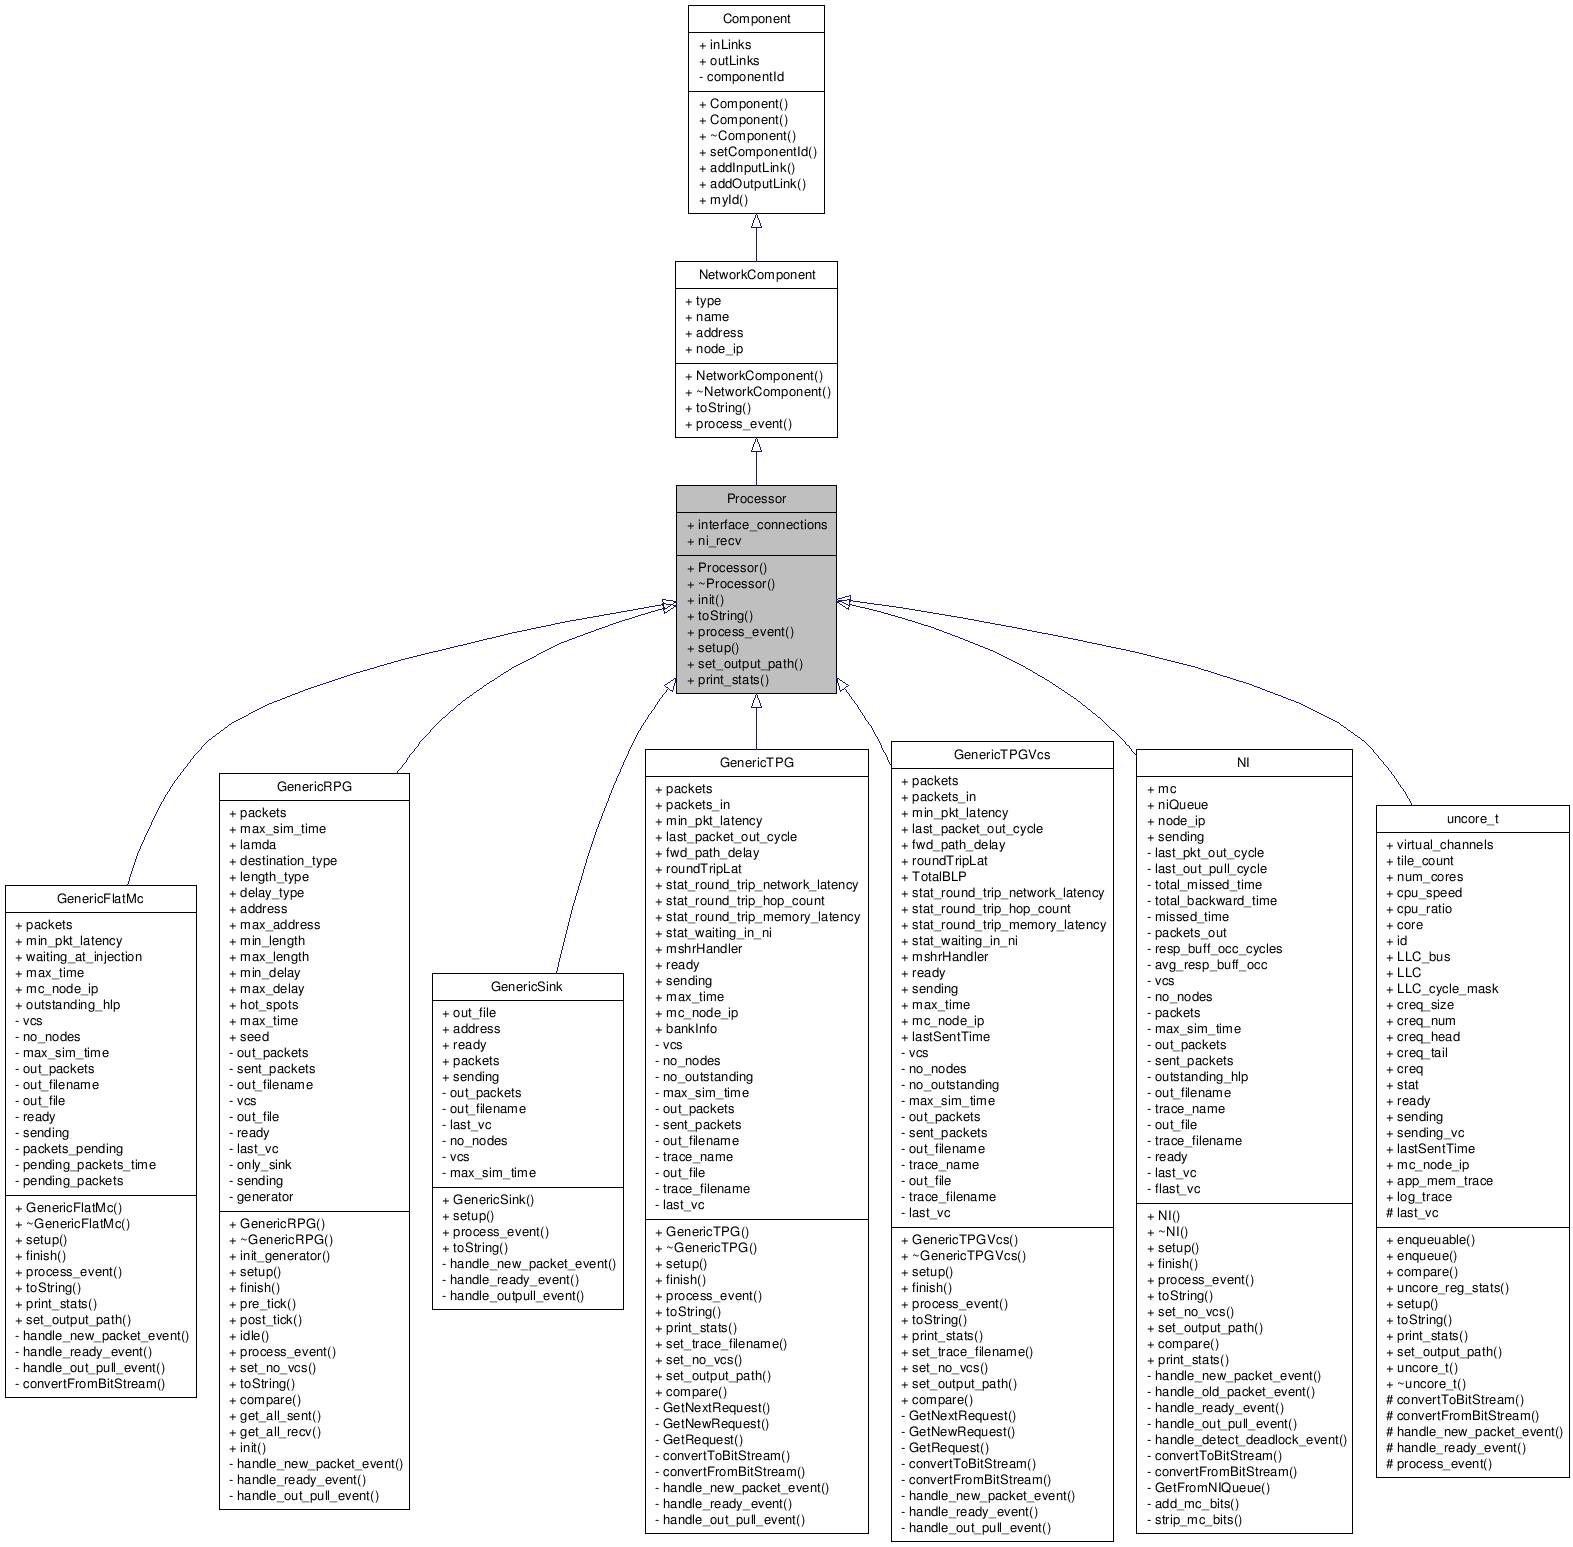 Component
+ inLinks
+ outLinks
- componentId
+ Component()
+ Component()
+ ~Component()
+ setComponentId()
+ addInputLink()
+ addOutputLink()
+ myId()
NetworkComponent
+ type
+ name
+ address
+ node_ip
+ NetworkComponent()
+ ~NetworkComponent()
+ toString()
+ process_event()
Processor
+ interface_connections
+ ni_recv
+ Processor()
+ ~Processor()
+ init()
+ toString()
+ process_event()
+ setup()
+ set_output_path()
+ print_stats()
GenericFlatMc
+ packets
+ min_pkt_latency
+ waiting_at_injection
+ max_time
+ mc_node_ip
+ outstanding_hlp
- vcs
- no_nodes
- max_sim_time
- out_packets
- out_filename
- out_file
- ready
- sending
- packets_pending
- pending_packets_time
- pending_packets
+ GenericFlatMc()
+ ~GenericFlatMc()
+ setup()
+ finish()
+ process_event()
+ toString()
+ print_stats()
+ set_output_path()
- handle_new_packet_event()
- handle_ready_event()
- handle_out_pull_event()
- convertFromBitStream()
GenericRPG
+ packets
+ max_sim_time
+ lamda
+ destination_type
+ length_type
+ delay_type
+ address
+ max_address
+ min_length
+ max_length
+ min_delay
+ max_delay
+ hot_spots
+ max_time
+ seed
- out_packets
- sent_packets
- out_filename
- vcs
- out_file
- ready
- last_vc
- only_sink
- sending
- generator
+ GenericRPG()
+ ~GenericRPG()
+ init_generator()
+ setup()
+ finish()
+ pre_tick()
+ post_tick()
+ idle()
+ process_event()
+ set_no_vcs()
+ toString()
+ compare()
+ get_all_sent()
+ get_all_recv()
+ init()
- handle_new_packet_event()
- handle_ready_event()
- handle_out_pull_event()
GenericSink
+ out_file
+ address
+ ready
+ packets
+ sending
- out_packets
- out_filename
- last_vc
- no_nodes
- vcs
- max_sim_time
+ GenericSink()
+ setup()
+ process_event()
+ toString()
- handle_new_packet_event()
- handle_ready_event()
- handle_outpull_event()
GenericTPG
+ packets
+ packets_in
+ min_pkt_latency
+ last_packet_out_cycle
+ fwd_path_delay
+ roundTripLat
+ stat_round_trip_network_latency
+ stat_round_trip_hop_count
+ stat_round_trip_memory_latency
+ stat_waiting_in_ni
+ mshrHandler
+ ready
+ sending
+ max_time
+ mc_node_ip
+ bankInfo
- vcs
- no_nodes
- no_outstanding
- max_sim_time
- out_packets
- sent_packets
- out_filename
- trace_name
- out_file
- trace_filename
- last_vc
+ GenericTPG()
+ ~GenericTPG()
+ setup()
+ finish()
+ process_event()
+ toString()
+ print_stats()
+ set_trace_filename()
+ set_no_vcs()
+ set_output_path()
+ compare()
- GetNextRequest()
- GetNewRequest()
- GetRequest()
- convertToBitStream()
- convertFromBitStream()
- handle_new_packet_event()
- handle_ready_event()
- handle_out_pull_event()
GenericTPGVcs
+ packets
+ packets_in
+ min_pkt_latency
+ last_packet_out_cycle
+ fwd_path_delay
+ roundTripLat
+ TotalBLP
+ stat_round_trip_network_latency
+ stat_round_trip_hop_count
+ stat_round_trip_memory_latency
+ stat_waiting_in_ni
+ mshrHandler
+ ready
+ sending
+ max_time
+ mc_node_ip
+ lastSentTime
- vcs
- no_nodes
- no_outstanding
- max_sim_time
- out_packets
- sent_packets
- out_filename
- trace_name
- out_file
- trace_filename
- last_vc
+ GenericTPGVcs()
+ ~GenericTPGVcs()
+ setup()
+ finish()
+ process_event()
+ toString()
+ print_stats()
+ set_trace_filename()
+ set_no_vcs()
+ set_output_path()
+ compare()
- GetNextRequest()
- GetNewRequest()
- GetRequest()
- convertToBitStream()
- convertFromBitStream()
- handle_new_packet_event()
- handle_ready_event()
- handle_out_pull_event()
NI
+ mc
+ niQueue
+ node_ip
+ sending
- last_pkt_out_cycle
- last_out_pull_cycle
- total_missed_time
- total_backward_time
- missed_time
- packets_out
- resp_buff_occ_cycles
- avg_resp_buff_occ
- vcs
- no_nodes
- packets
- max_sim_time
- out_packets
- sent_packets
- outstanding_hlp
- out_filename
- trace_name
- out_file
- trace_filename
- ready
- last_vc
- flast_vc
+ NI()
+ ~NI()
+ setup()
+ finish()
+ process_event()
+ toString()
+ set_no_vcs()
+ set_output_path()
+ compare()
+ print_stats()
- handle_new_packet_event()
- handle_old_packet_event()
- handle_ready_event()
- handle_out_pull_event()
- handle_detect_deadlock_event()
- convertToBitStream()
- convertFromBitStream()
- GetFromNIQueue()
- add_mc_bits()
- strip_mc_bits()
uncore_t
+ virtual_channels
+ tile_count
+ num_cores
+ cpu_speed
+ cpu_ratio
+ core
+ id
+ LLC_bus
+ LLC
+ LLC_cycle_mask
+ creq_size
+ creq_num
+ creq_head
+ creq_tail
+ creq
+ stat
+ ready
+ sending
+ sending_vc
+ lastSentTime
+ mc_node_ip
+ app_mem_trace
+ log_trace
# last_vc
+ enqueuable()
+ enqueue()
+ compare()
+ uncore_reg_stats()
+ setup()
+ toString()
+ print_stats()
+ set_output_path()
+ uncore_t()
+ ~uncore_t()
# convertToBitStream()
# convertFromBitStream()
# handle_new_packet_event()
# handle_ready_event()
# process_event()